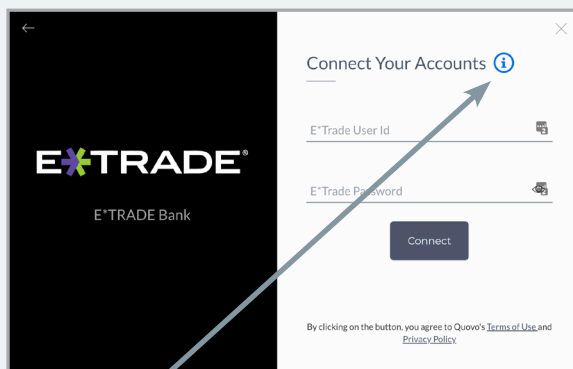 Connect Your Accounts
E*TRADE®
E*TRADE Bank
E*Trade User Id
E*Trade Password
Connect
By clicking on the button, you agree to Quovo's Terms of Use and
Privacy Policy